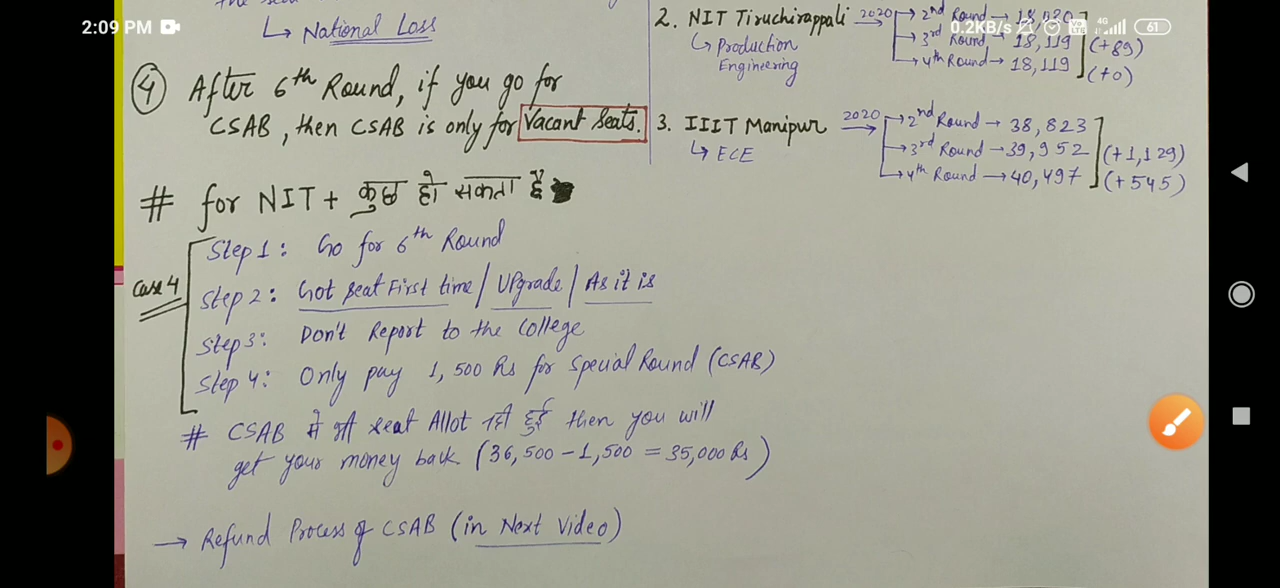 2:09 PM
0.2KB/s
4G
61
↳ National Loss
④ After 6th Round, if you go for
CSAB, then CSAB is only for Vacant Seats.
# for NIT+ कुछ हो सकता है
Case 4
Step 1: Go for 6th Round
Step 2: Got Seat First time / Upgrade / As it is
Step 3: Don't Report to the College
Step 4: Only pay 1,500 Rs for Special Round (CSAB)
# CSAB में भी seat Allot नहीं हुई then you will
get your money back (36,500 - 1,500 = 35,000 Rs)
→ Refund Process of CSAB (in Next Video)
2. NIT Tiruchirappali 2020 → 2nd Round →
↳ Production → 3rd Round → 18,119 (+89)
Engineering → 4th Round → 18,119 (+0)
3. IIIT Manipur 2020 → 2nd Round → 38,823
↳ ECE → 3rd Round → 39,952 (+1,129)
→ 4th Round → 40,497 (+545)